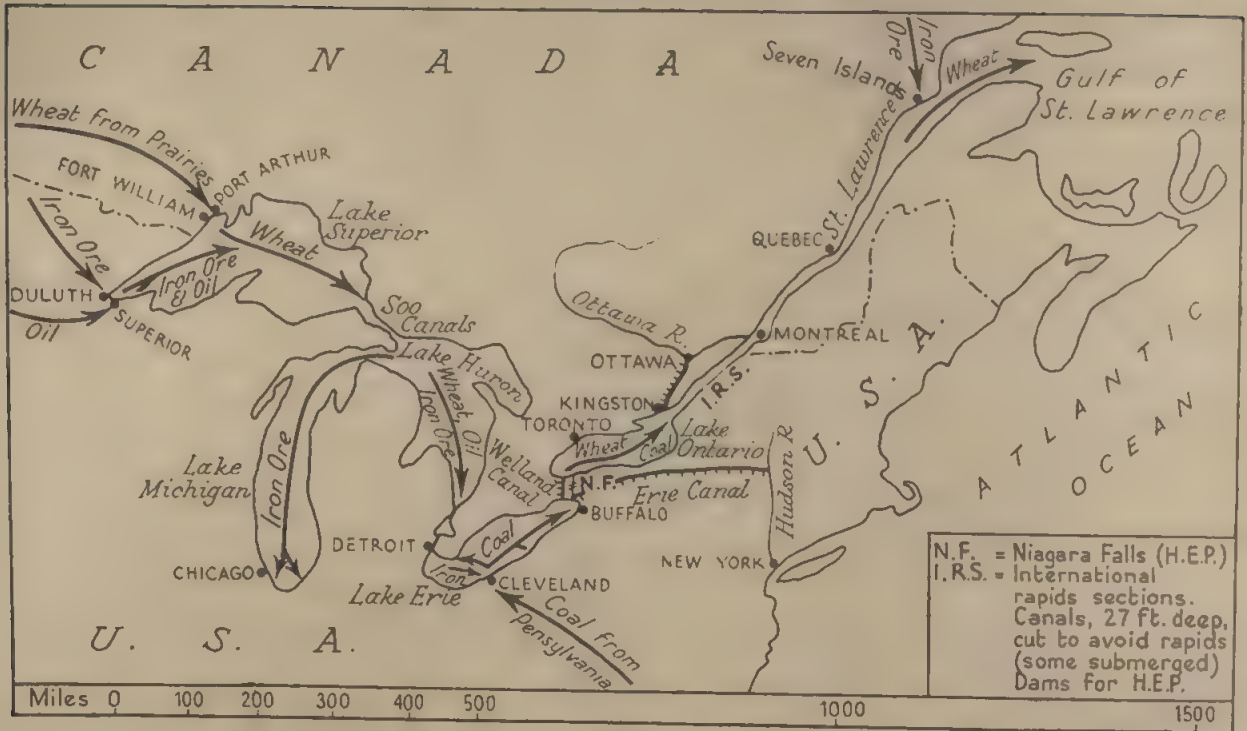 C A N A D A
Wheat from Prairies
FORT WILLIAM
PORT ARTHUR
Lake
Superior
Iron Ore
Wheat
Iron Ore
& Oil
DULUTH
SUPERIOR
Oil
Soo
Canals
Lake Huron
Wheat, Oil
Iron Ore
Iron Ore
Lake
Michigan
CHICAGO
DETROIT
Coal
Iron
Lake Erie
CLEVELAND
Coal from
Pensylvania
U. S. A.
Welland
Canal
N.F.
BUFFALO
Erie Canal
TORONTO
Wheat
Coal
Lake
Ontario
KINGSTON
I.R.S.
OTTAWA
Ottawa R.
MONTREAL
QUEBEC
St. Lawrence
Seven Islands
Iron
Ore
Wheat
Gulf of
St. Lawrence
U. S. A.
Hudson R
NEW YORK
ATLANTIC
OCEAN
N.F. = Niagara Falls (H.E.P.)
I.R.S. = International
rapids sections.
Canals, 27 ft. deep,
cut to avoid rapids
(some submerged)
Dams for H.E.P.
Miles 0 100 200 300 400 500 1000 1500